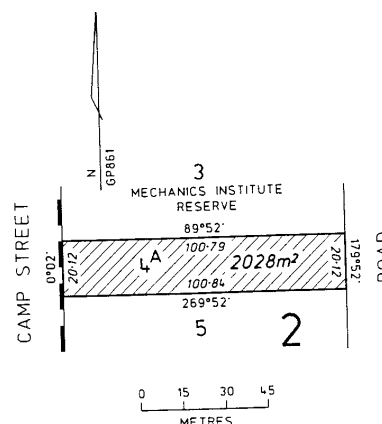 N
GP861
3
MECHANICS INSTITUTE
RESERVE
CAMP STREET
0°02'
89°52'
20·12
100·79
4A
2028m²
20·12
179°52'
ROAD
100·84
269°52'
5
2
0 15 30 45
METRES